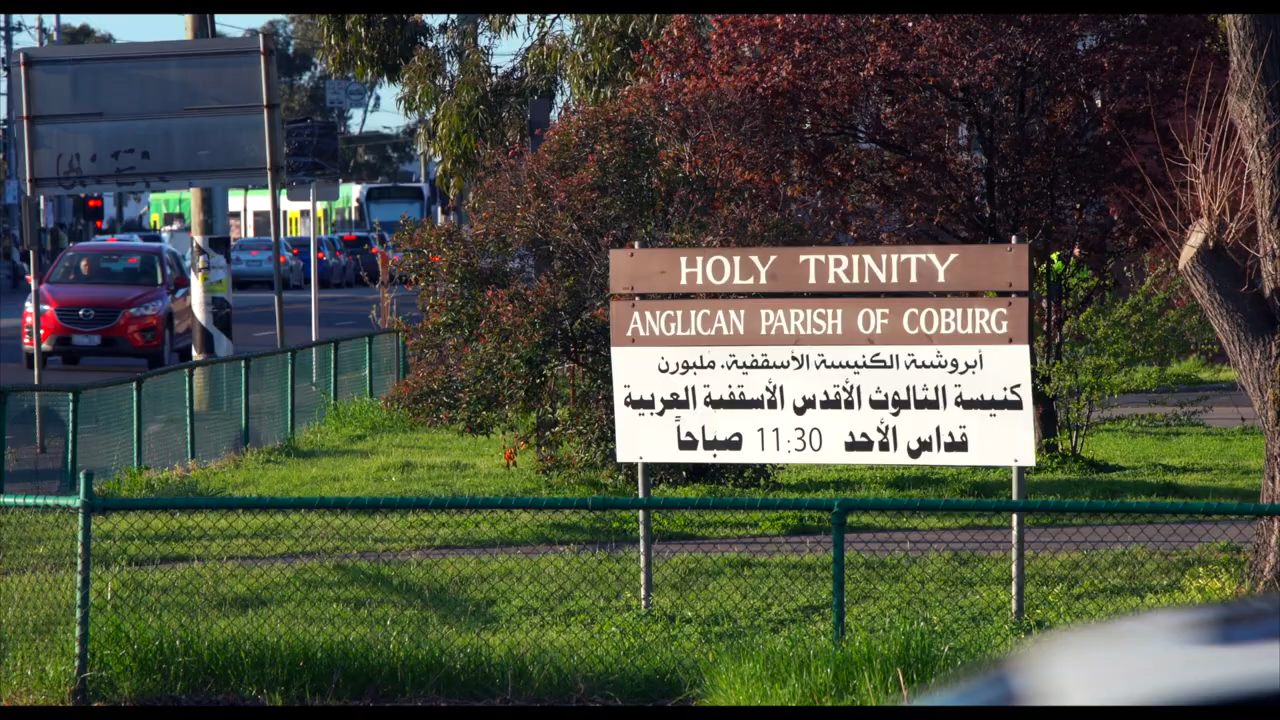 HOLY TRINITY
ANGLICAN PARISH OF COBURG
أبروشية الكنيسة الأسقفية. ملبورن
كنيسة الثالوث الأقدس الأسقفية العربية
قداس الأحد 11:30 صباحاً